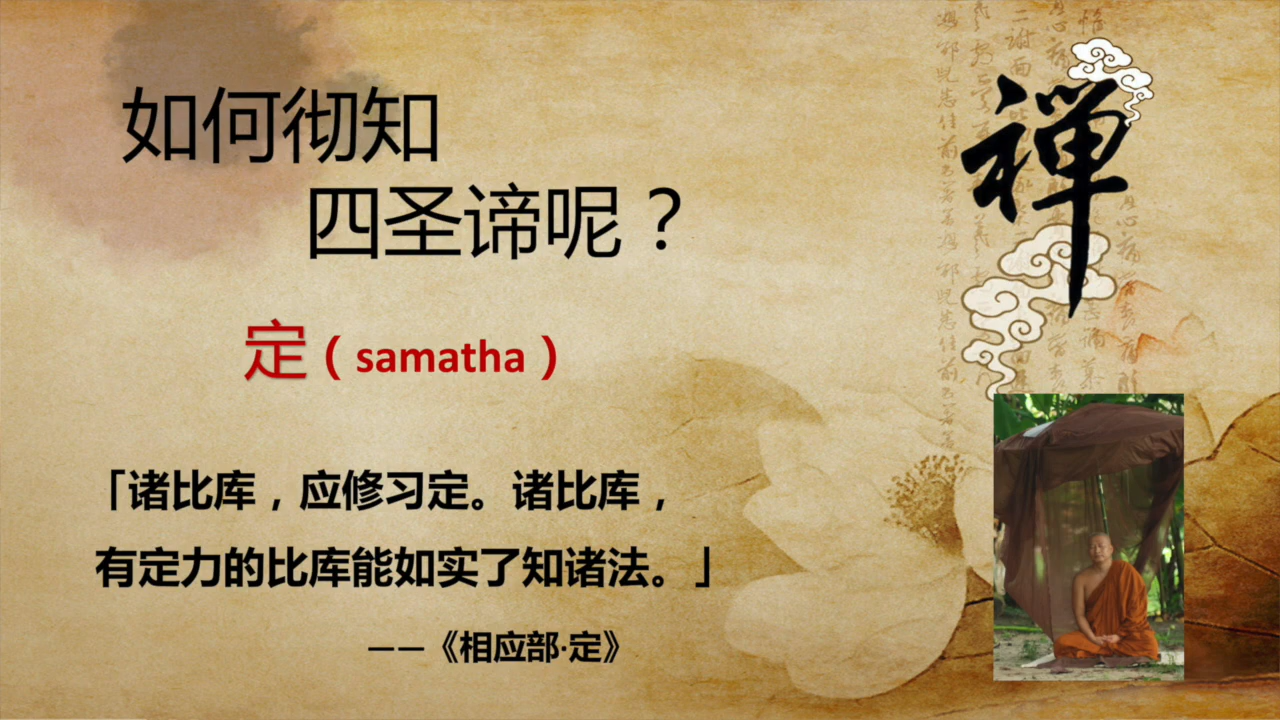 如何彻知
四圣谛呢？
定（samatha）
「诸比库，应修习定。诸比库，
有定力的比库能如实了知诸法。」
——《相应部·定》
禅